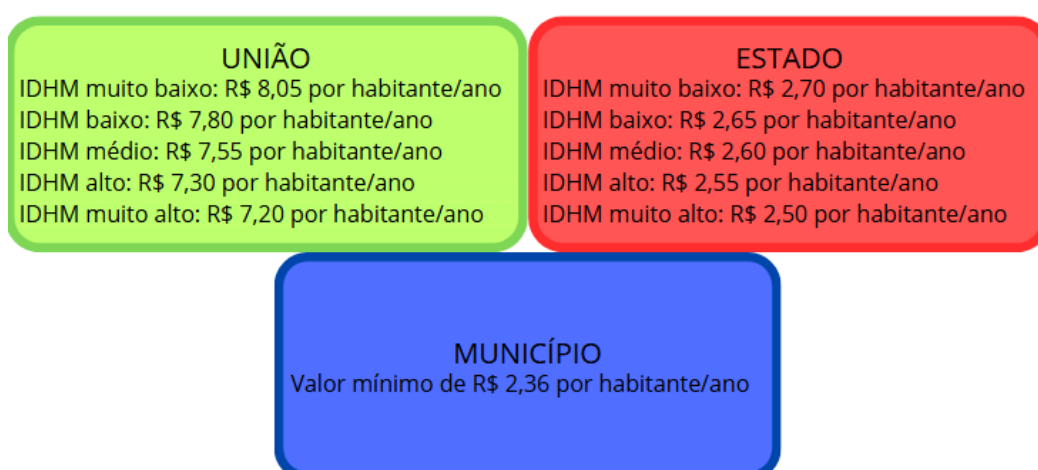 UNIÃO
IDHM muito baixo: R$ 8,05 por habitante/ano
IDHM baixo: R$ 7,80 por habitante/ano
IDHM médio: R$ 7,55 por habitante/ano
IDHM alto: R$ 7,30 por habitante/ano
IDHM muito alto: R$ 7,20 por habitante/ano
ESTADO
IDHM muito baixo: R$ 2,70 por habitante/ano
IDHM baixo: R$ 2,65 por habitante/ano
IDHM médio: R$ 2,60 por habitante/ano
IDHM alto: R$ 2,55 por habitante/ano
IDHM muito alto: R$ 2,50 por habitante/ano
MUNICÍPIO
Valor mínimo de R$ 2,36 por habitante/ano